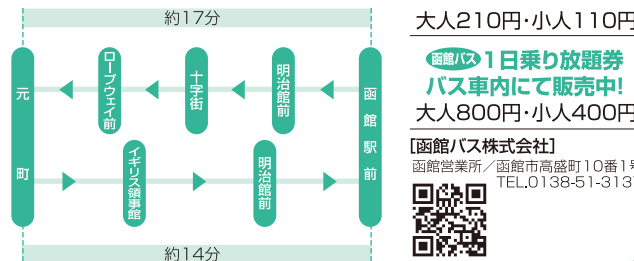 約17分
元町
ロープウェイ前
十字街
明治館前
函館駅前
イギリス領事館
明治館前
約14分
大人210円・小人110円
函館バス 1日乗り放題券
バス車内にて販売中!
大人800円・小人400円
[函館バス株式会社]
函館営業所／函館市高盛町10番1号
TEL.0138-51-313